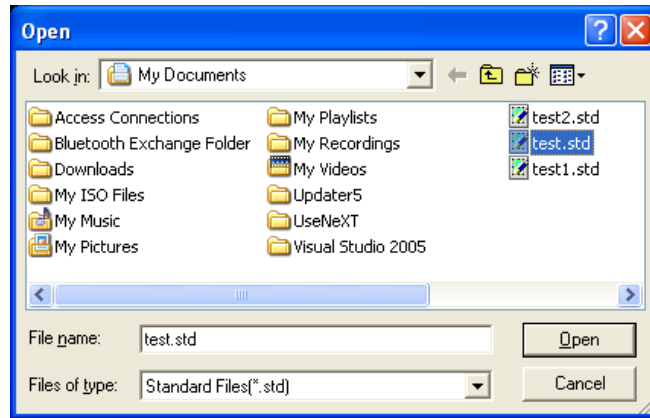 Open
Look in: My Documents
Access Connections
Bluetooth Exchange Folder
Downloads
My ISO Files
My Music
My Pictures
My Playlists
My Recordings
My Videos
Updater5
UseNeXT
Visual Studio 2005
test2.std
test.std
test1.std
File name: test.std Open
Files of type: Standard Files(*.std) Cancel